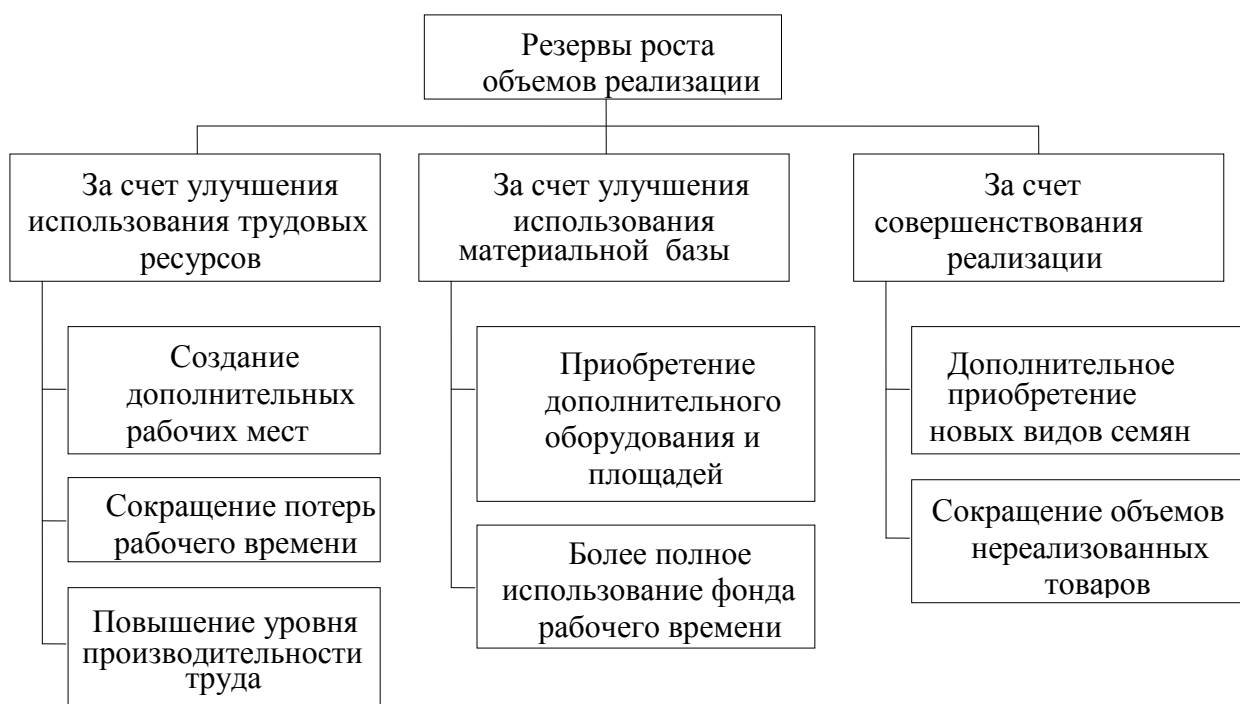 Резервы роста
объемов реализации
За счет улучшения
использования трудовых
ресурсов
Создание
дополнительных
рабочих мест
Сокращение потерь
рабочего времени
Повышение уровня
производительности
труда
За счет улучшения
использования
материальной базы
Приобретение
дополнительного
оборудования и
площадей
Более полное
использование фонда
рабочего времени
За счет
совершенствования
реализации
Дополнительное
приобретение
новых видов семян
Сокращение объемов
нереализованных
товаров